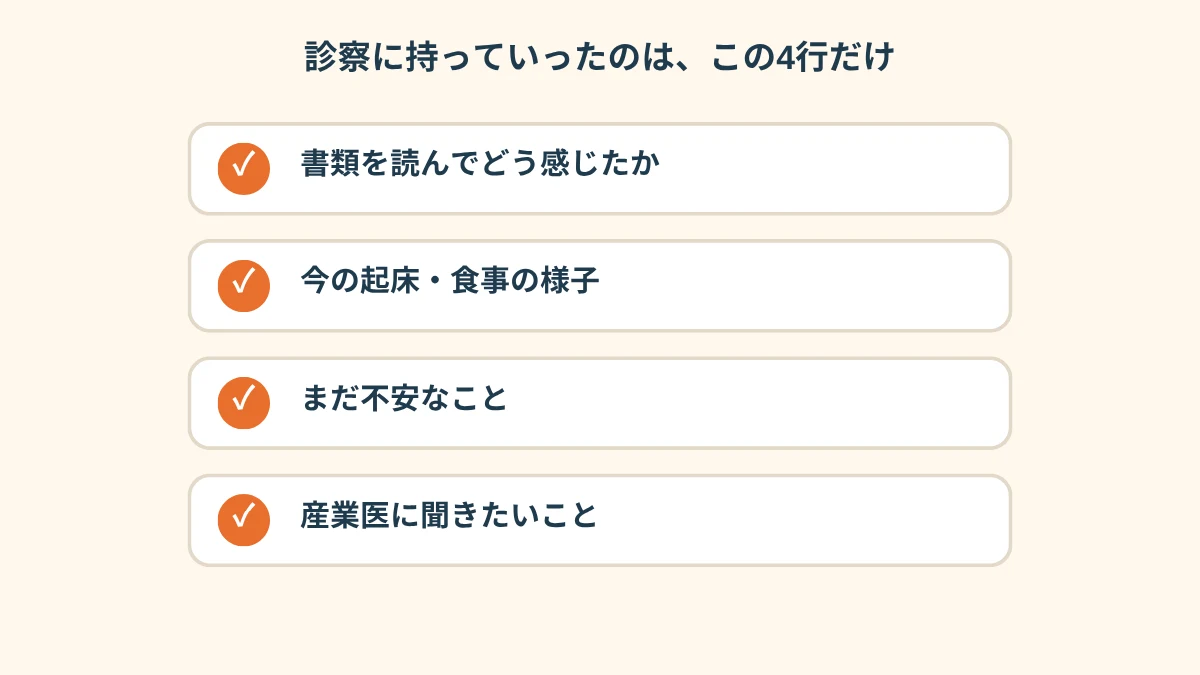 診察に持っていったのは、この4行だけ
✓ 書類を読んでどう感じたか
✓ 今の起床・食事の様子
✓ まだ不安なこと
✓ 産業医に聞きたいこと